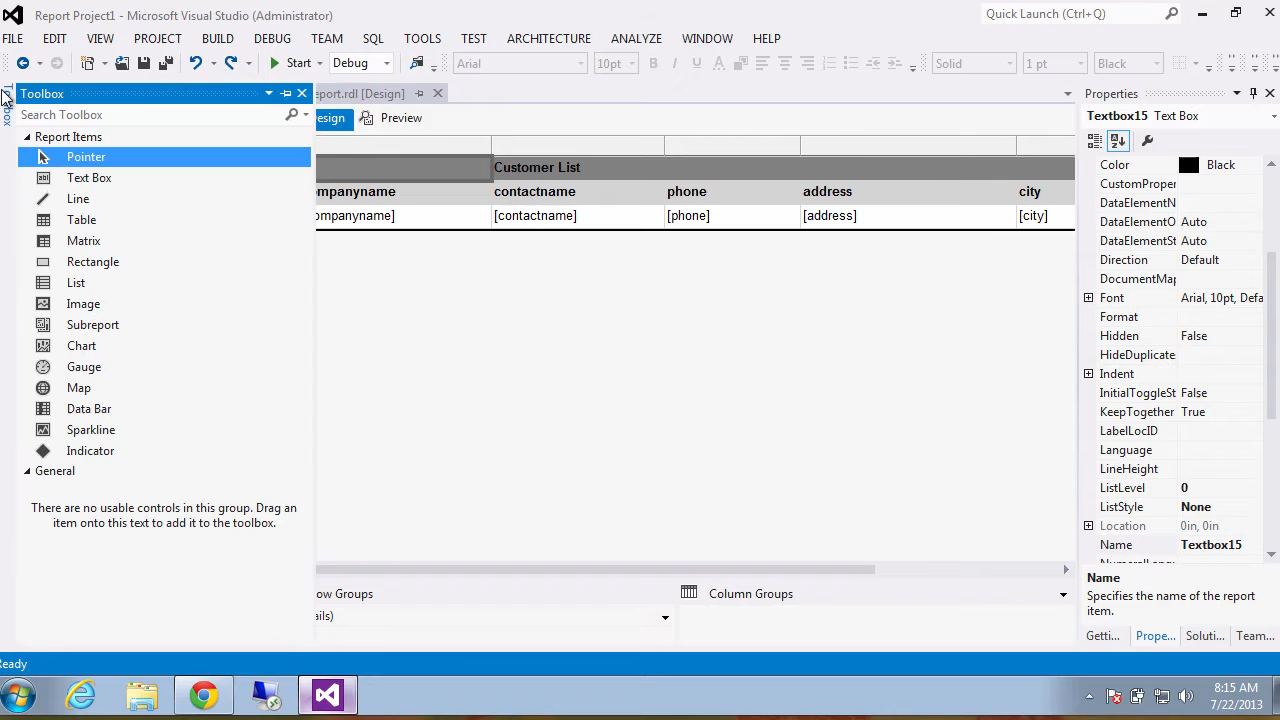 Report Project1 - Microsoft Visual Studio (Administrator)
Quick Launch (Ctrl+Q)
FILE EDIT VIEW PROJECT BUILD DEBUG TEAM SQL TOOLS TEST ARCHITECTURE ANALYZE WINDOW HELP
Start Debug Arial 10pt B I U A Solid 1 pt Black
Toolbox
Toolbox
eport.rdl [Design]
Properties
Search Toolbox
esign
Preview
Textbox15 Text Box
Report Items
Pointer
Text Box
Line
Table
Matrix
Rectangle
List
Image
Subreport
Chart
Gauge
Map
Data Bar
Sparkline
Indicator
General
There are no usable controls in this group. Drag an
item onto this text to add it to the toolbox.
Customer List
ompanyname contactname phone address city
ompanyname] [contactname] [phone] [address] [city]
ow Groups
Column Groups
ails)
Color Black
CustomProper
DataElementN
DataElementO Auto
DataElementSt Auto
Direction Default
DocumentMap
Font Arial, 10pt, Defa
Format
Hidden False
HideDuplicate
Indent
InitialToggleSt False
KeepTogether True
LabelLocID
Language
LineHeight
ListLevel 0
ListStyle None
Location 0in, 0in
Name Textbox15
Name
Specifies the name of the report
item.
Getti... Prope... Soluti... Team...
Ready
8:15 AM
7/22/2013